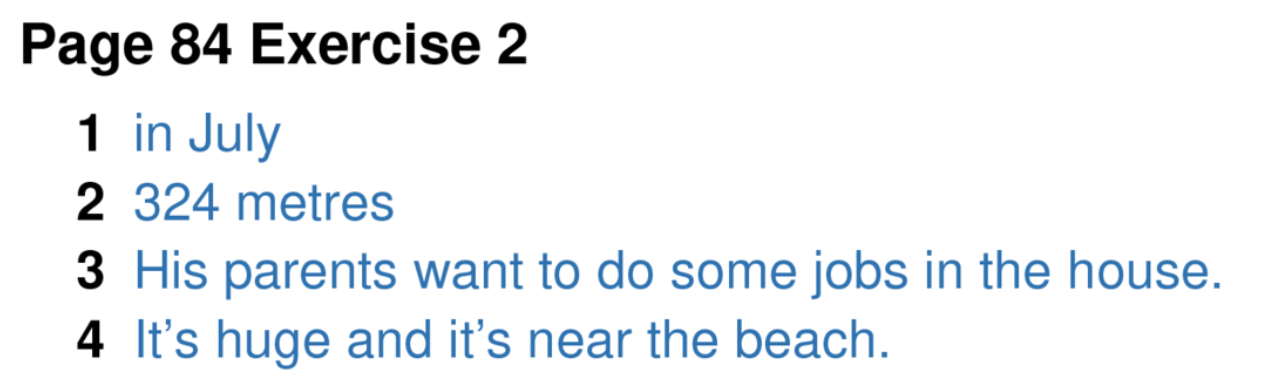 Page 84 Exercise 2
1 in July
2 324 metres
3 His parents want to do some jobs in the house.
4 It’s huge and it’s near the beach.